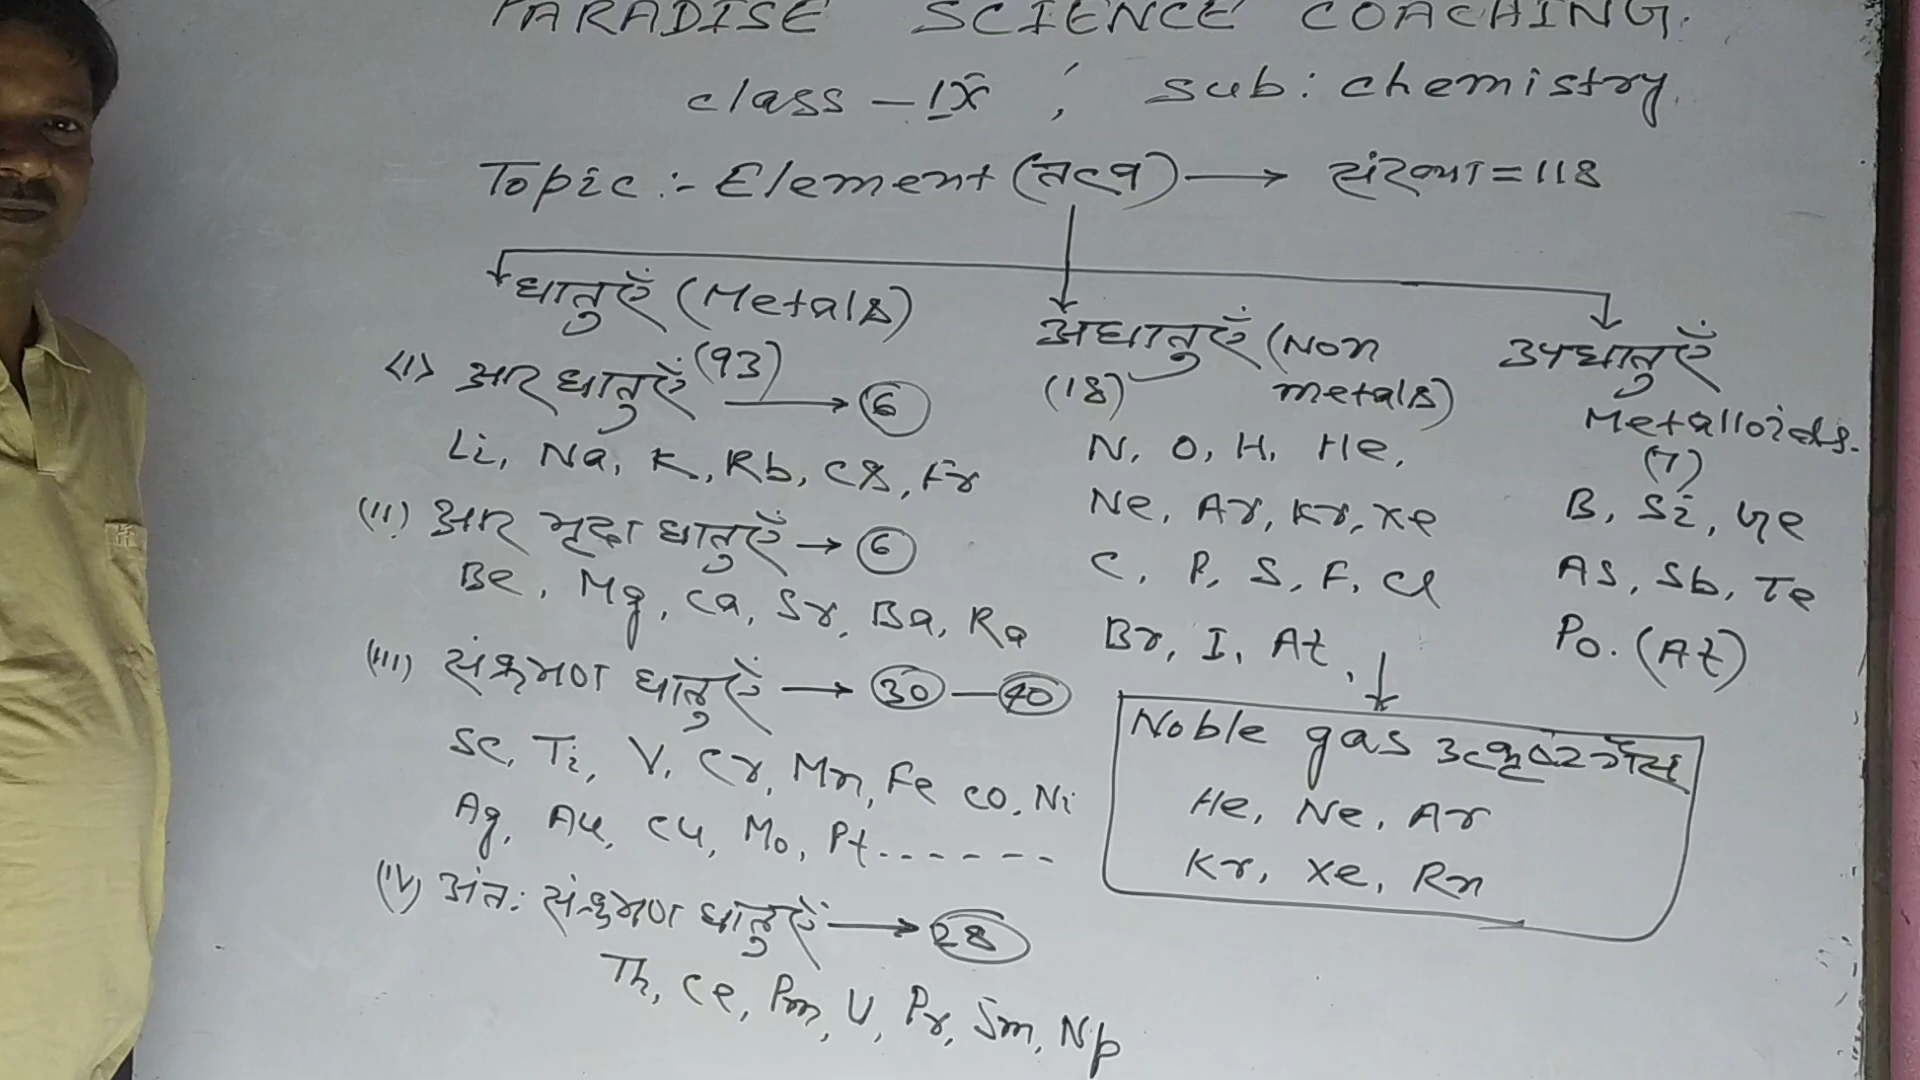 PARADISE SCIENCE COACHING.
class - IX , sub: chemistry.
Topic :- Element (तत्व) → संख्या = 118
धातुएँ (Metals)
(93)
(I) क्षार धातुएँ → 6
Li, Na, K, Rb, Cs, Fr
(II) क्षार मृदा धातुएँ → 6
Be, Mg, Ca, Sr, Ba, Ra
(III) संक्रमण धातुएँ → 30 - 40
Sc, Ti, V, Cr, Mn, Fe Co, Ni
Ag, Au, Cu, Mo, Pt ------
(IV) अंत: संक्रमण धातुएँ → 28
Th, Ce, Pm, U, Pr, Sm, Np
अधातुएँ (Non
(18) metals)
N, O, H, He,
Ne, Ar, Kr, Xe
C, P, S, F, Cl
Br, I, At,
Noble gas उत्कृष्ट गैस
He, Ne, Ar
Kr, Xe, Rn
उपधातुएँ
Metalloids.
(7)
B, Si, Ge
As, Sb, Te
Po. (At)